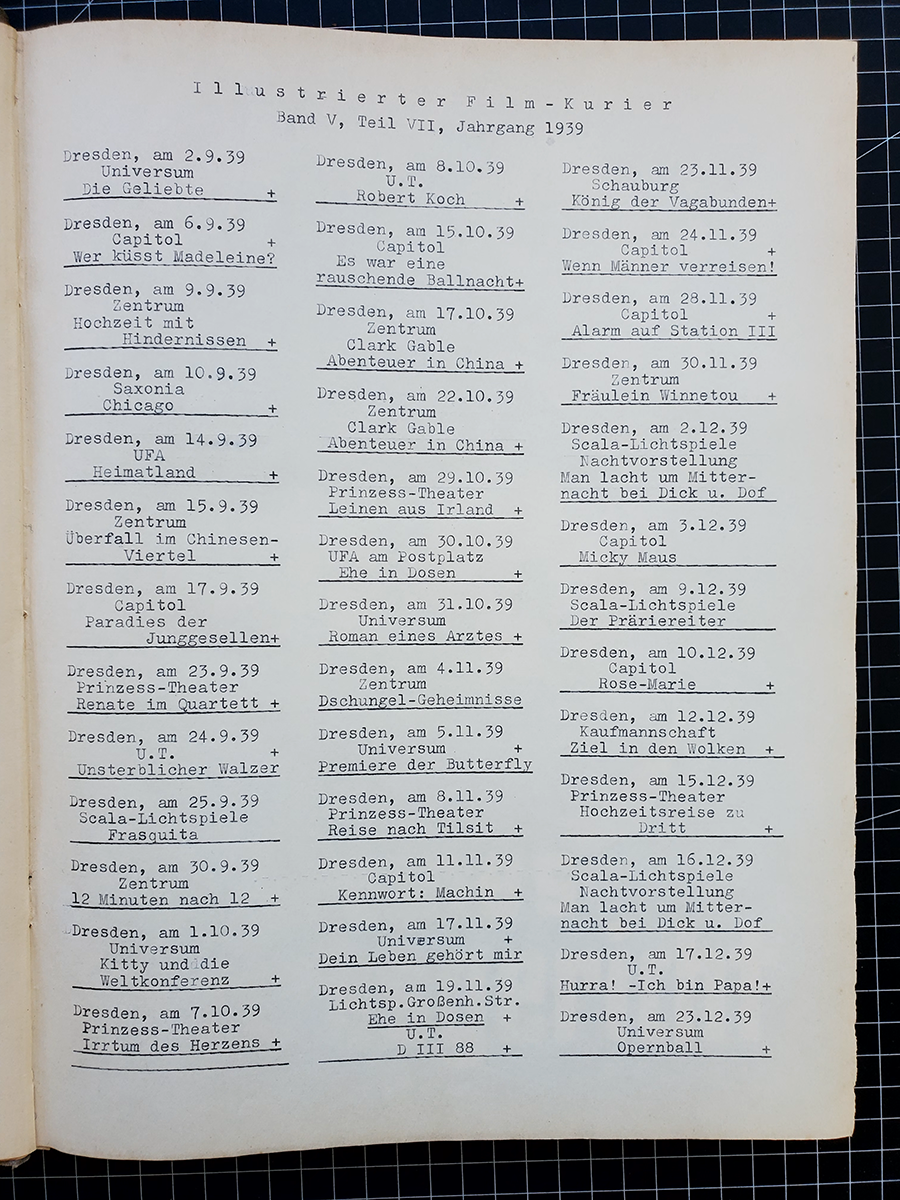 Illustrierter Film-Kurier
Band V, Teil VII, Jahrgang 1939
Dresden, am 2.9.39
Universum
Die Geliebte +
Dresden, am 6.9.39
Capitol +
Wer küsst Madeleine?
Dresden, am 9.9.39
Zentrum
Hochzeit mit
Hindernissen +
Dresden, am 10.9.39
Saxonia
Chicago +
Dresden, am 14.9.39
UFA
Heimatland +
Dresden, am 15.9.39
Zentrum
Überfall im Chinesen-
Viertel +
Dresden, am 17.9.39
Capitol
Paradies der
Junggesellen+
Dresden, am 23.9.39
Prinzess-Theater
Renate im Quartett +
Dresden, am 24.9.39
U.T. +
Unsterblicher Walzer
Dresden, am 25.9.39
Scala-Lichtspiele
Frasquita
Dresden, am 30.9.39
Zentrum
12 Minuten nach 12 +
Dresden, am 1.10.39
Universum
Kitty und die
Weltkonferenz +
Dresden, am 7.10.39
Prinzess-Theater
Irrtum des Herzens +
Dresden, am 8.10.39
U.T.
Robert Koch +
Dresden, am 15.10.39
Capitol
Es war eine
rauschende Ballnacht+
Dresden, am 17.10.39
Zentrum
Clark Gable
Abenteuer in China +
Dresden, am 22.10.39
Zentrum
Clark Gable
Abenteuer in China +
Dresden, am 29.10.39
Prinzess-Theater
Leinen aus Irland +
Dresden, am 30.10.39
UFA am Postplatz
Ehe in Dosen +
Dresden, am 31.10.39
Universum
Roman eines Arztes +
Dresden, am 4.11.39
Zentrum
Dschungel-Geheimnisse
Dresden, am 5.11.39
Universum +
Premiere der Butterfly
Dresden, am 8.11.39
Prinzess-Theater
Reise nach Tilsit +
Dresden, am 11.11.39
Capitol
Kennwort: Machin +
Dresden, am 17.11.39
Universum +
Dein Leben gehört mir
Dresden, am 19.11.39
Lichtsp.Großenh.Str.
Ehe in Dosen +
U.T.
D III 88 +
Dresden, am 23.11.39
Schauburg
König der Vagabunden+
Dresden, am 24.11.39
Capitol +
Wenn Männer verreisen!
Dresden, am 28.11.39
Capitol +
Alarm auf Station III
Dresden, am 30.11.39
Zentrum
Fräulein Winnetou +
Dresden, am 2.12.39
Scala-Lichtspiele
Nachtvorstellung
Man lacht um Mitter-
nacht bei Dick u. Dof
Dresden, am 3.12.39
Capitol
Micky Maus
Dresden, am 9.12.39
Scala-Lichtspiele
Der Präriereiter
Dresden, am 10.12.39
Capitol
Rose-Marie +
Dresden, am 12.12.39
Kaufmannschaft
Ziel in den Wolken +
Dresden, am 15.12.39
Prinzess-Theater
Hochzeitsreise zu
Dritt +
Dresden, am 16.12.39
Scala-Lichtspiele
Nachtvorstellung
Man lacht um Mitter-
nacht bei Dick u. Dof
Dresden, am 17.12.39
U.T.
Hurra! -Ich bin Papa!+
Dresden, am 23.12.39
Universum
Opernball +